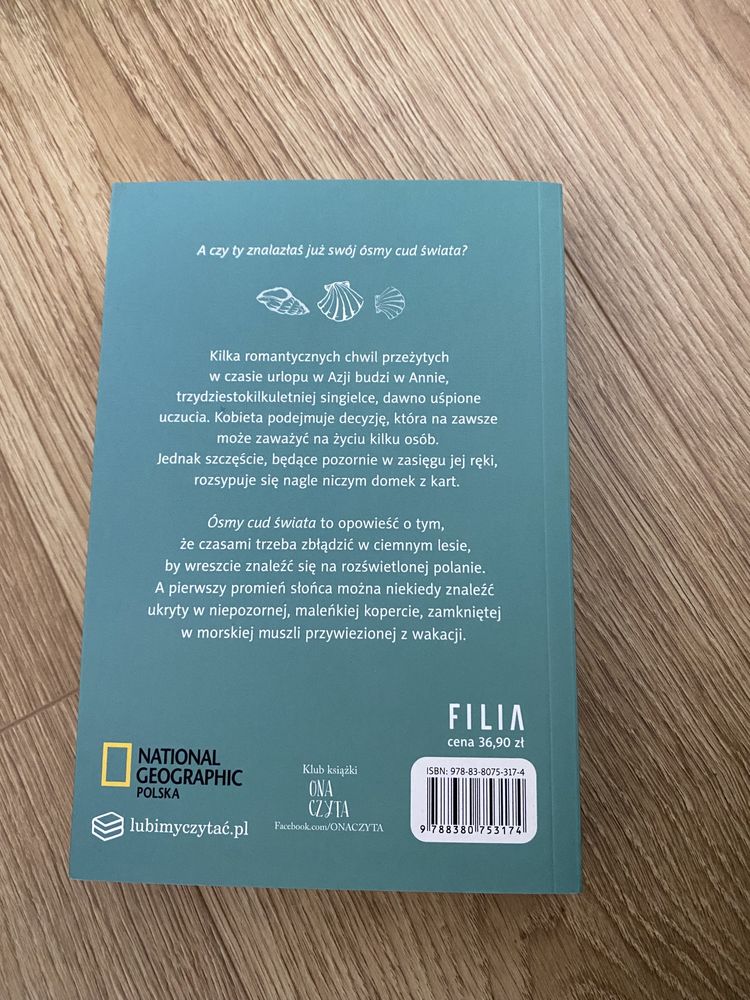 A czy ty znalazłaś już swój ósmy cud świata?
Kilka romantycznych chwil przeżytych
w czasie urlopu w Azji budzi w Annie,
trzydziestokilkuletniej singielce, dawno uśpione
uczucia. Kobieta podejmuje decyzję, która na zawsze
może zaważyć na życiu kilku osób.
Jednak szczęście, będące pozornie w zasięgu jej ręki,
rozsypuje się nagle niczym domek z kart.
Ósmy cud świata to opowieść o tym,
że czasami trzeba zbłądzić w ciemnym lesie,
by wreszcie znaleźć się na rozświetlonej polanie.
A pierwszy promień słońca można niekiedy znaleźć
ukryty w niepozornej, maleńkiej kopercie, zamkniętej
w morskiej muszli przywiezionej z wakacji.
FILIA
cena 36,90 zł
NATIONAL
GEOGRAPHIC
POLSKA
lubimyczytać.pl
Klub książki
ONA
CZYTA
Facebook.com/ONACZYTA
ISBN: 978-83-8075-317-4
9 788380 753174